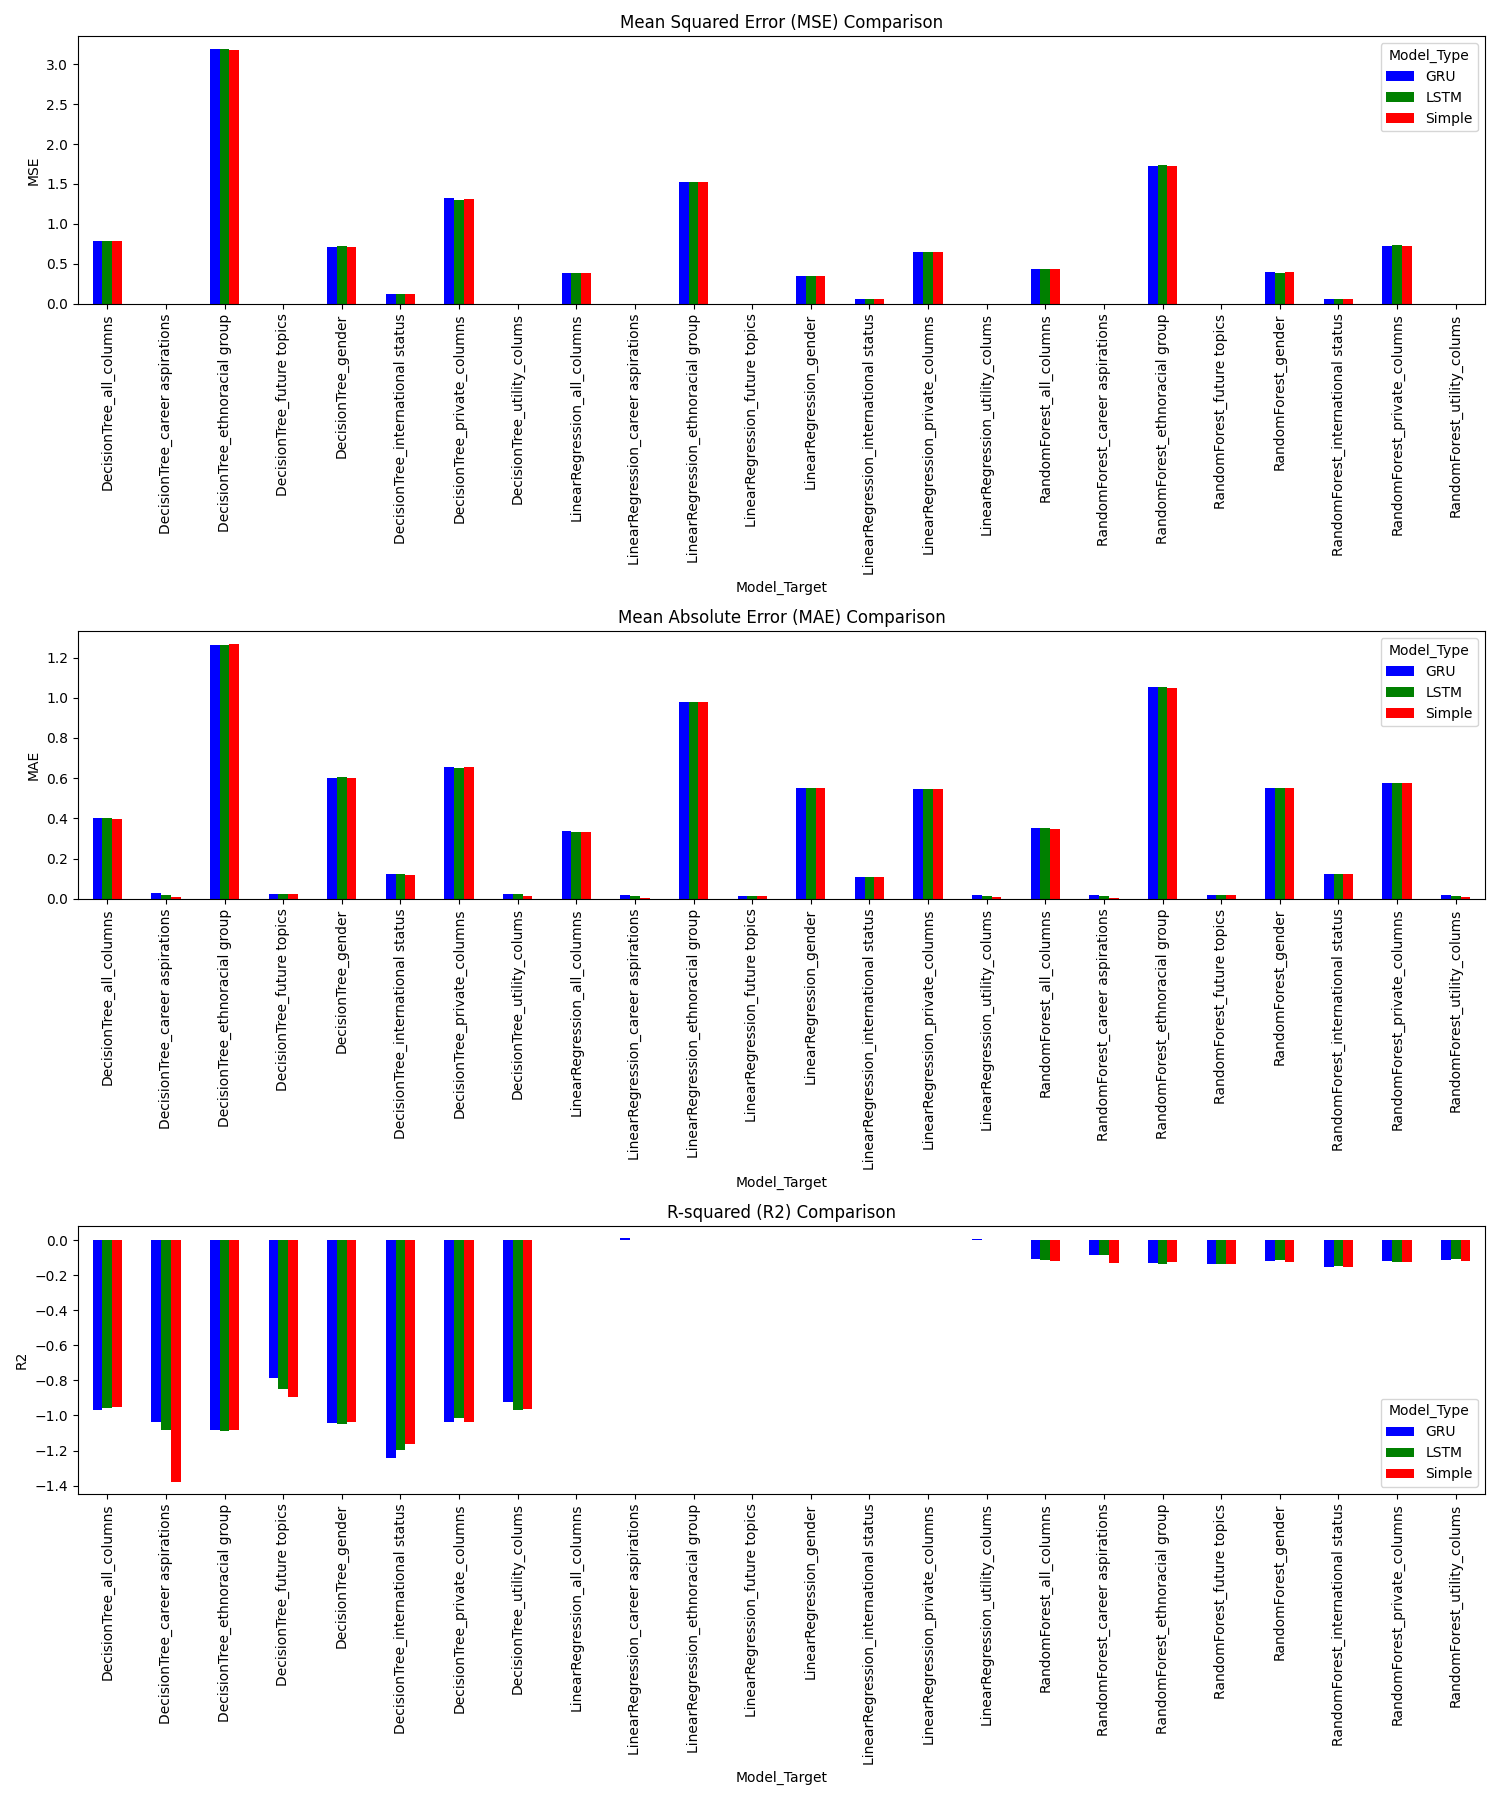 Mean Squared Error (MSE) Comparison
MSE
3.0
2.5
2.0
1.5
1.0
0.5
0.0
Model_Type
GRU
LSTM
Simple
DecisionTree_all_columns
DecisionTree_career aspirations
DecisionTree_ethnoracial group
DecisionTree_future topics
DecisionTree_gender
DecisionTree_international status
DecisionTree_private_columns
DecisionTree_utility_colums
LinearRegression_all_columns
LinearRegression_career aspirations
LinearRegression_ethnoracial group
LinearRegression_future topics
LinearRegression_gender
LinearRegression_international status
LinearRegression_private_columns
LinearRegression_utility_colums
RandomForest_all_columns
RandomForest_career aspirations
RandomForest_ethnoracial group
RandomForest_future topics
RandomForest_gender
RandomForest_international status
RandomForest_private_columns
RandomForest_utility_colums
Model_Target
Mean Absolute Error (MAE) Comparison
MAE
1.2
1.0
0.8
0.6
0.4
0.2
0.0
Model_Type
GRU
LSTM
Simple
DecisionTree_all_columns
DecisionTree_career aspirations
DecisionTree_ethnoracial group
DecisionTree_future topics
DecisionTree_gender
DecisionTree_international status
DecisionTree_private_columns
DecisionTree_utility_colums
LinearRegression_all_columns
LinearRegression_career aspirations
LinearRegression_ethnoracial group
LinearRegression_future topics
LinearRegression_gender
LinearRegression_international status
LinearRegression_private_columns
LinearRegression_utility_colums
RandomForest_all_columns
RandomForest_career aspirations
RandomForest_ethnoracial group
RandomForest_future topics
RandomForest_gender
RandomForest_international status
RandomForest_private_columns
RandomForest_utility_colums
Model_Target
R-squared (R2) Comparison
R2
0.0
−0.2
−0.4
−0.6
−0.8
−1.0
−1.2
−1.4
Model_Type
GRU
LSTM
Simple
DecisionTree_all_columns
DecisionTree_career aspirations
DecisionTree_ethnoracial group
DecisionTree_future topics
DecisionTree_gender
DecisionTree_international status
DecisionTree_private_columns
DecisionTree_utility_colums
LinearRegression_all_columns
LinearRegression_career aspirations
LinearRegression_ethnoracial group
LinearRegression_future topics
LinearRegression_gender
LinearRegression_international status
LinearRegression_private_columns
LinearRegression_utility_colums
RandomForest_all_columns
RandomForest_career aspirations
RandomForest_ethnoracial group
RandomForest_future topics
RandomForest_gender
RandomForest_international status
RandomForest_private_columns
RandomForest_utility_colums
Model_Target